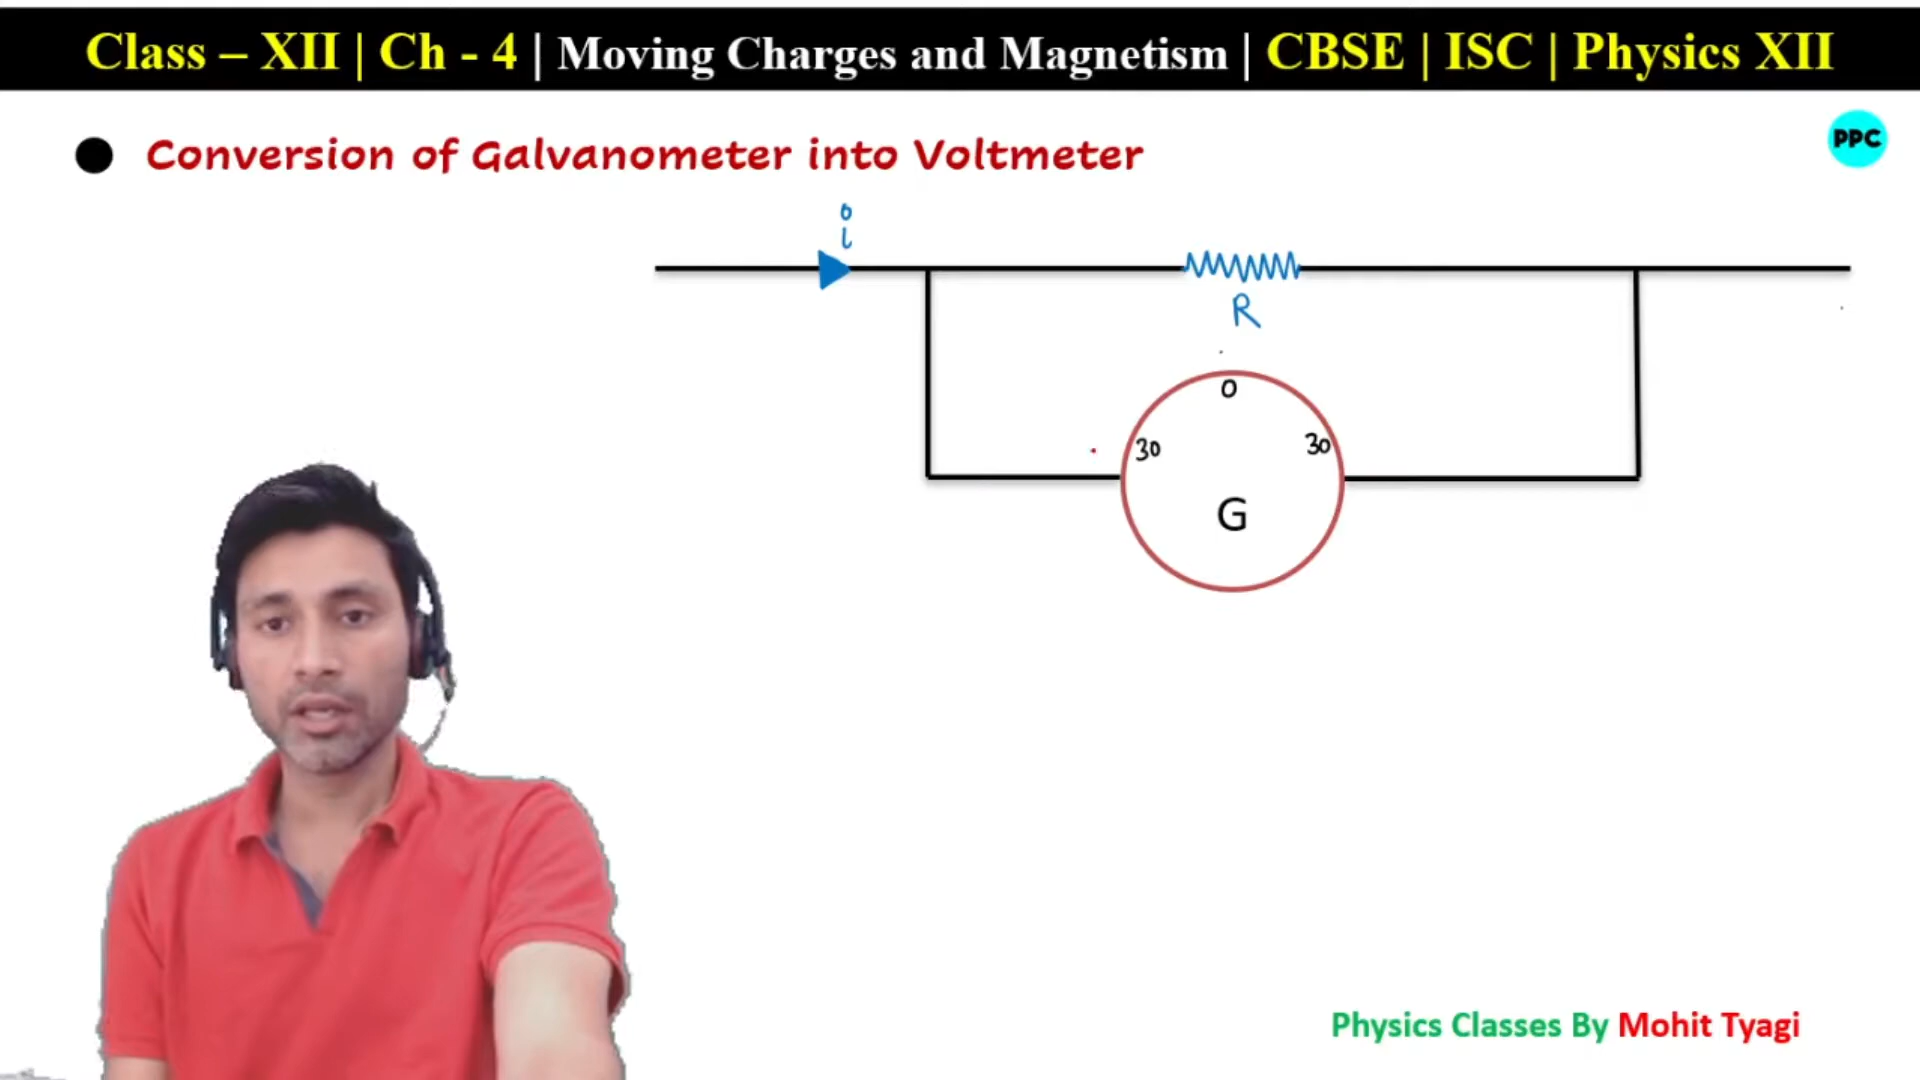 Class – XII | Ch - 4 | Moving Charges and Magnetism | CBSE | ISC | Physics XII
PPC
Conversion of Galvanometer into Voltmeter
i
R
0
30 30
G
Physics Classes By Mohit Tyagi